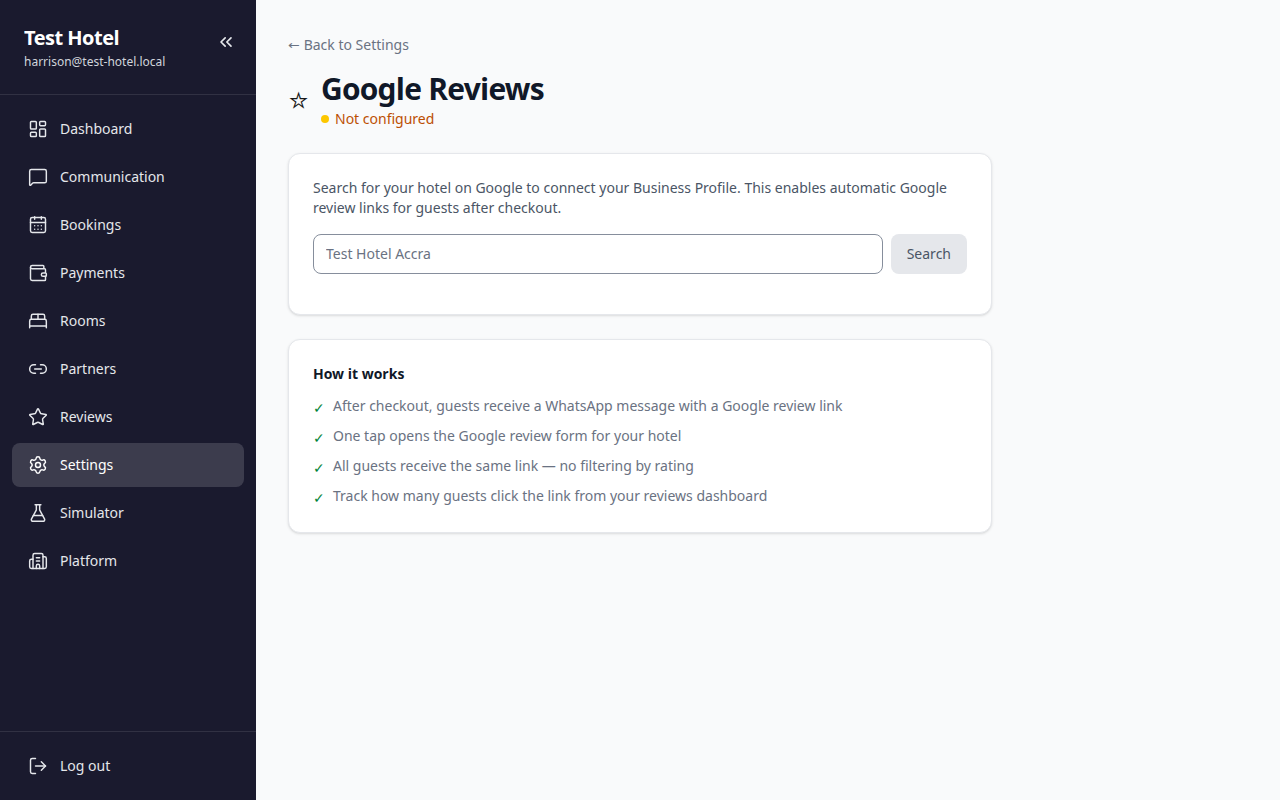 Test Hotel
harrison@test-hotel.local
Dashboard
Communication
Bookings
Payments
Rooms
Partners
Reviews
Settings
Simulator
Platform
Log out
← Back to Settings
Google Reviews
Not configured
Search for your hotel on Google to connect your Business Profile. This enables automatic Google
review links for guests after checkout.
Test Hotel Accra
Search
How it works
✓ After checkout, guests receive a WhatsApp message with a Google review link
✓ One tap opens the Google review form for your hotel
✓ All guests receive the same link — no filtering by rating
✓ Track how many guests click the link from your reviews dashboard